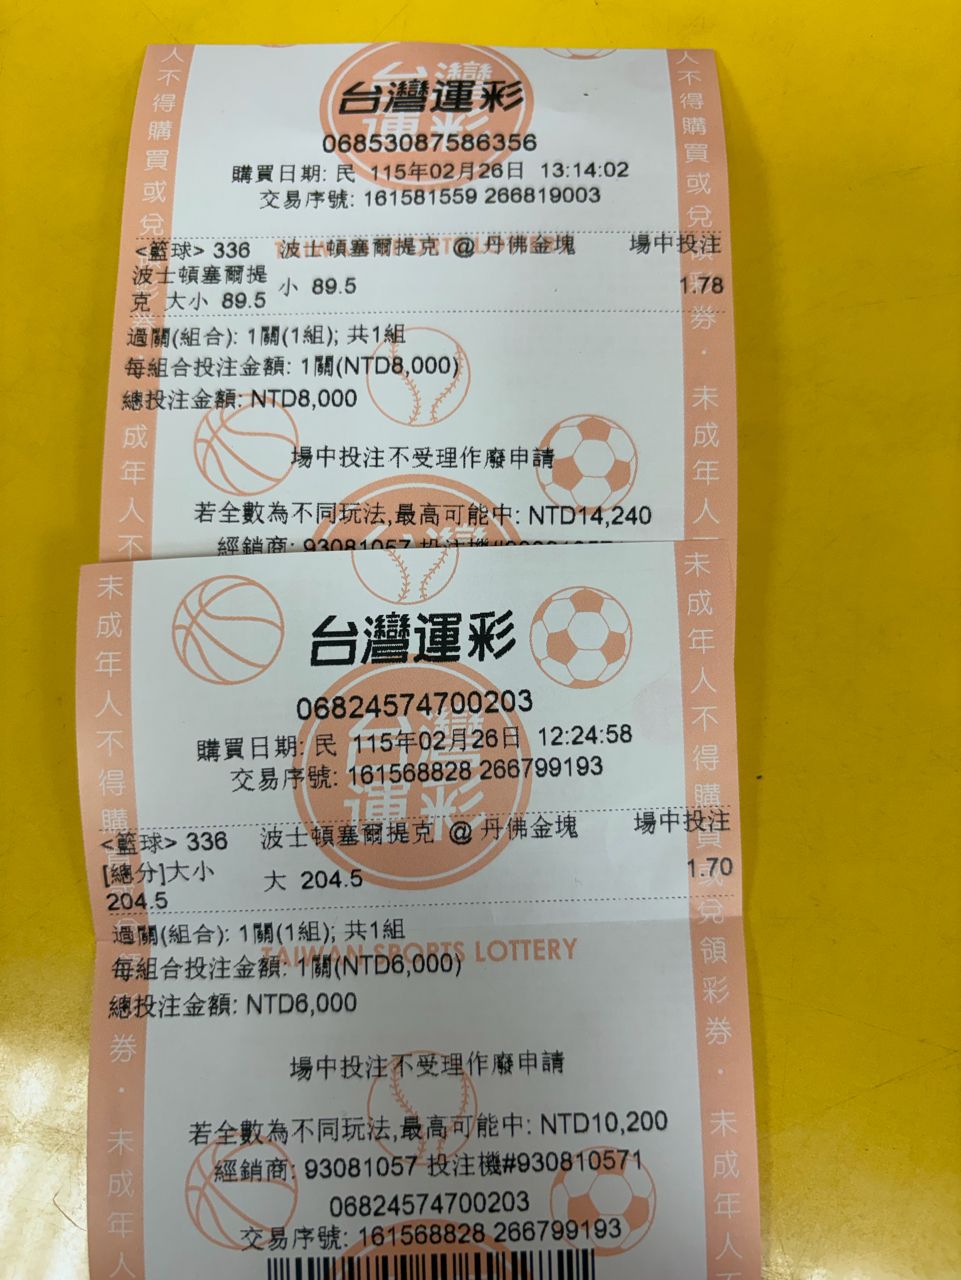 台灣運彩
06853087586356
購買日期: 民 115年02月26日 13:14:02
交易序號: 161581559 266819003
<籃球> 336 波士頓塞爾提克 @ 丹佛金塊 場中投注
波士頓塞爾提
克 大小 89.5 小 89.5 1.78
過關(組合): 1關(1組); 共1組
每組合投注金額: 1關(NTD8,000)
總投注金額: NTD8,000
場中投注不受理作廢申請
若全數為不同玩法,最高可能中: NTD14,240
經銷商: 93081057
台灣運彩
06824574700203
購買日期: 民 115年02月26日 12:24:58
交易序號: 161568828 266799193
<籃球> 336 波士頓塞爾提克 @ 丹佛金塊 場中投注
[總分]大小
204.5 大 204.5 1.70
過關(組合): 1關(1組); 共1組
TAIWAN SPORTS LOTTERY
每組合投注金額: 1關(NTD6,000)
總投注金額: NTD6,000
場中投注不受理作廢申請
若全數為不同玩法,最高可能中: NTD10,200
經銷商: 93081057 投注機#930810571
06824574700203
交易序號: 161568828 266799193
未成年人不得購買或兌領彩券．未成年人